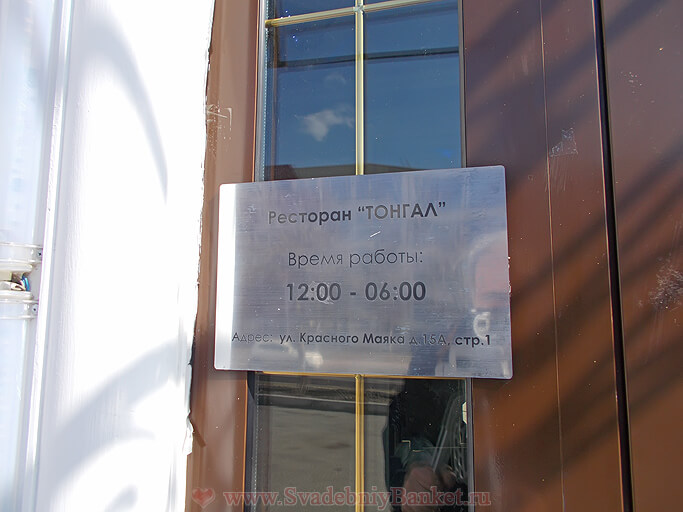 Ресторан “ТОНГАЛ”
Время работы:
12:00 - 06:00
Адрес: ул. Красного Маяка д.15А, стр.1
www.SvadebniyBanket.ru